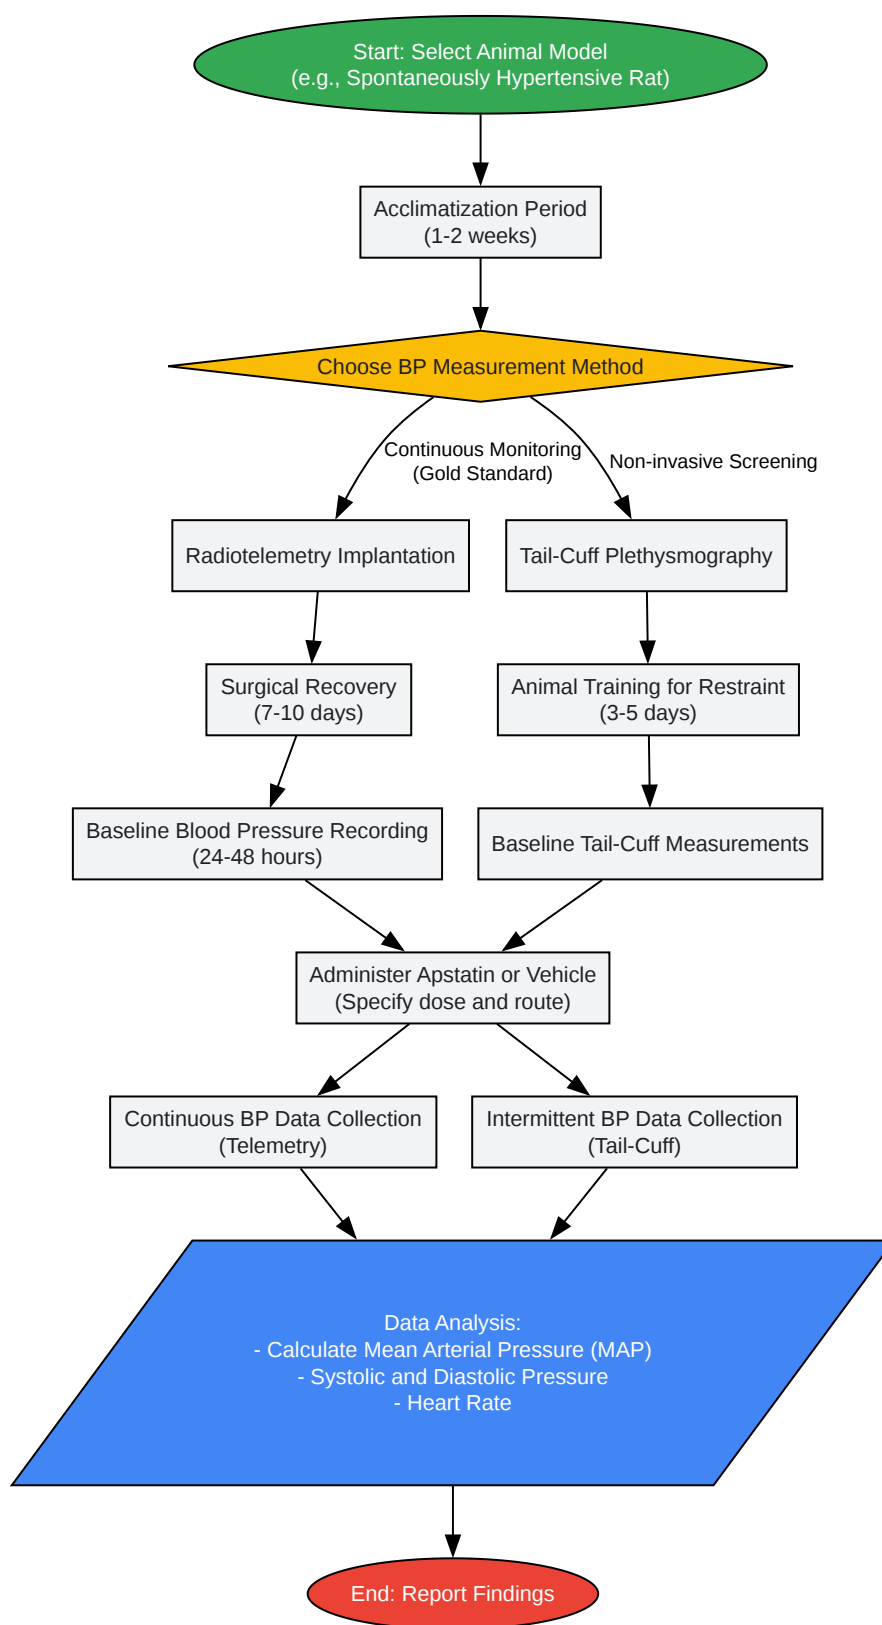 Start: Select Animal Model
(e.g., Spontaneously Hypertensive Rat)
Acclimatization Period
(1-2 weeks)
Choose BP Measurement Method
Continuous Monitoring
(Gold Standard)
Non-invasive Screening
Radiotelemetry Implantation
Tail-Cuff Plethysmography
Surgical Recovery
(7-10 days)
Animal Training for Restraint
(3-5 days)
Baseline Blood Pressure Recording
(24-48 hours)
Baseline Tail-Cuff Measurements
Administer Apstatin or Vehicle
(Specify dose and route)
Continuous BP Data Collection
(Telemetry)
Intermittent BP Data Collection
(Tail-Cuff)
Data Analysis:
- Calculate Mean Arterial Pressure (MAP)
- Systolic and Diastolic Pressure
- Heart Rate
End: Report Findings